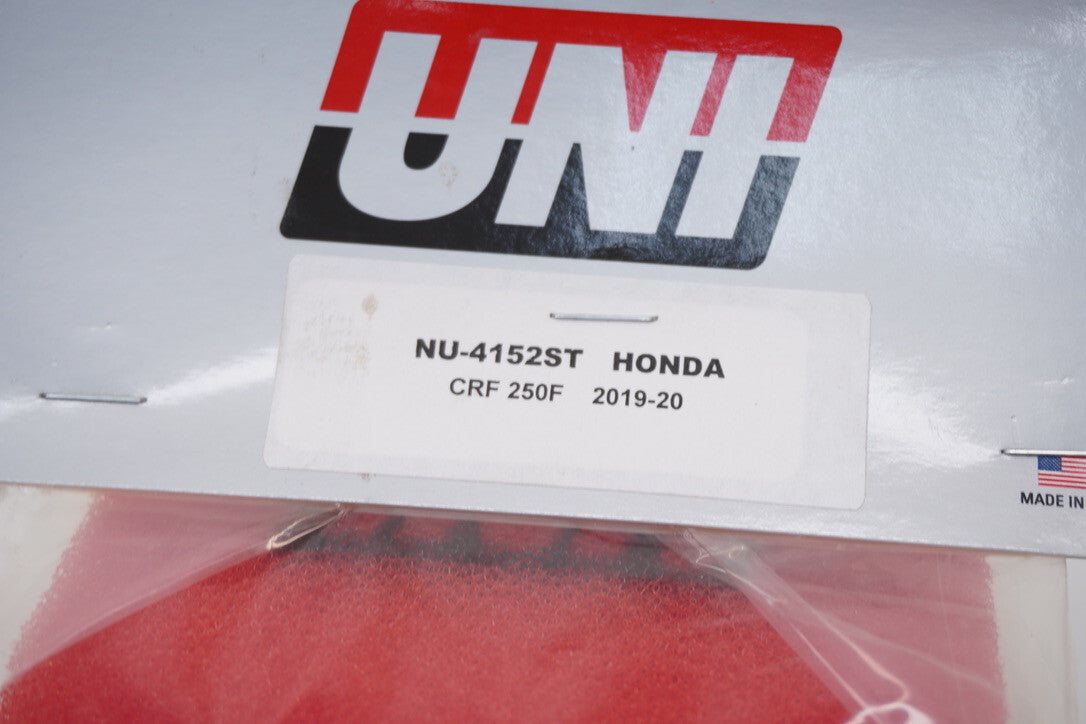 UNI
NU-4152ST HONDA
CRF 250F 2019-20
MADE IN